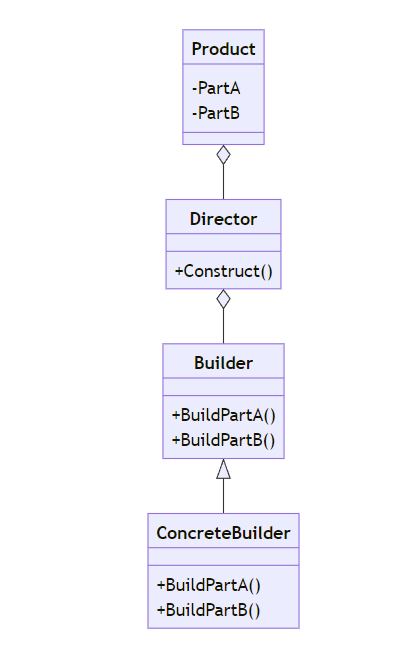 Product
-PartA
-PartB
Director
+Construct()
Builder
+BuildPartA()
+BuildPartB()
ConcreteBuilder
+BuildPartA()
+BuildPartB()